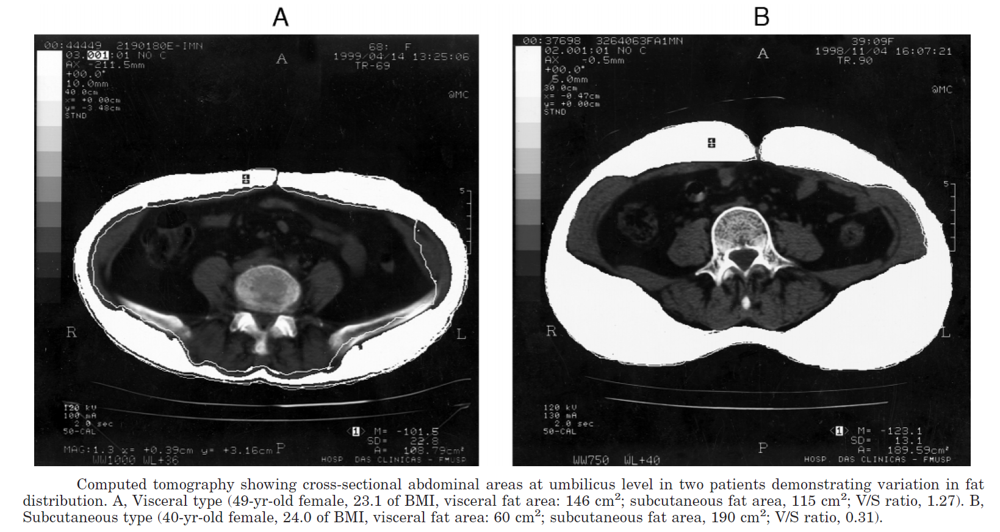 A
B
00:44449 2190180E-IMN
68; F
03.001:01 NO C
1999/04/14 13:25:06
AX -211.5mm
TR-69
+00.0°
10.0mm
40.0cm
x= +0.00cm
y= -3.48cm
STND
A
@MC
5
R
L
120 kV
100 mA
2.0 sec
50-CAL
<1> M= -101.5
SD= 22.8
A= 108.79cm²
MAG:1.3 x= +0.39cm y= +3.16cm
P
WW1000 WL+36
HOSP DAS CLINICAS - FMUSP
00:37698 3264063FA1MN
39;09F
02.001;01 NO C
1998/11/04 16:07:21
AX -0.5mm
TR.90
+00.0°
5.0mm
30.0cm
x= -0.47cm
y= +0.00cm
STND
A
@MC
5
R
L
120 kV
130 mA
2.0 sec
50-CAL
<1> M= -123.1
SD= 13.1
A= 189.59cm²
P
WW750 WL+40
HOSP. DAS CLINICAS - FMUSP
Computed tomography showing cross-sectional abdominal areas at umbilicus level in two patients demonstrating variation in fat
distribution. A, Visceral type (49-yr-old female, 23.1 of BMI, visceral fat area: 146 cm²; subcutaneous fat area, 115 cm²; V/S ratio, 1.27). B,
Subcutaneous type (40-yr-old female, 24.0 of BMI, visceral fat area: 60 cm²; subcutaneous fat area, 190 cm²; V/S ratio, 0.31).